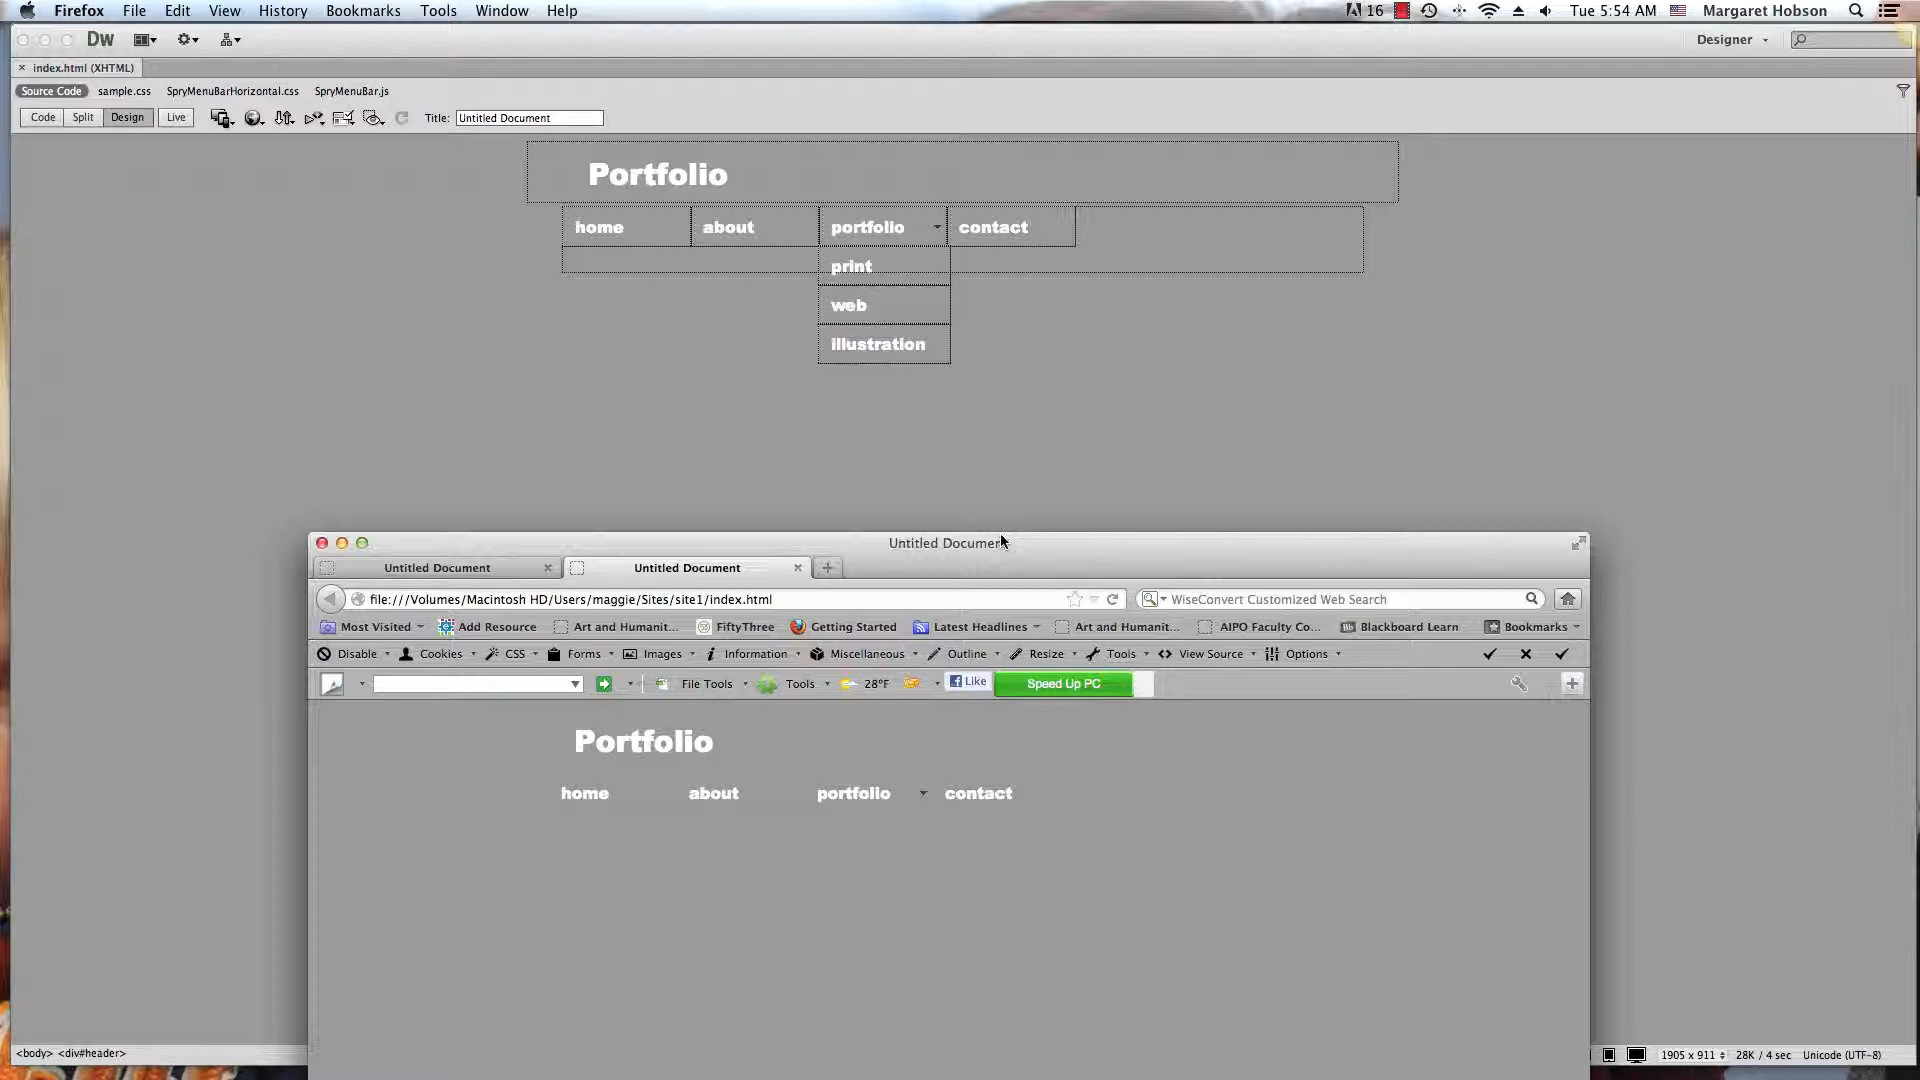 Firefox File Edit View History Bookmarks Tools Window Help 16 Tue 5:54 AM Margaret Hobson
Dw Designer
index.html (XHTML)
Source Code sample.css SpryMenuBarHorizontal.css SpryMenuBar.js
Code Split Design Live Title: Untitled Document
Portfolio
home about portfolio contact
print
web
illustration
Untitled Document
Untitled Document Untitled Document
file:///Volumes/Macintosh HD/Users/maggie/Sites/site1/index.html WiseConvert Customized Web Search
Most Visited Add Resource Art and Humanit... FiftyThree Getting Started Latest Headlines Art and Humanit... AIPO Faculty Co... Bb Blackboard Learn Bookmarks
Disable Cookies CSS Forms Images Information Miscellaneous Outline Resize Tools View Source Options
File Tools Tools 28°F Like Speed Up PC
Portfolio
home about portfolio contact
<body> <div#header> 1905 x 911 28K / 4 sec Unicode (UTF-8)